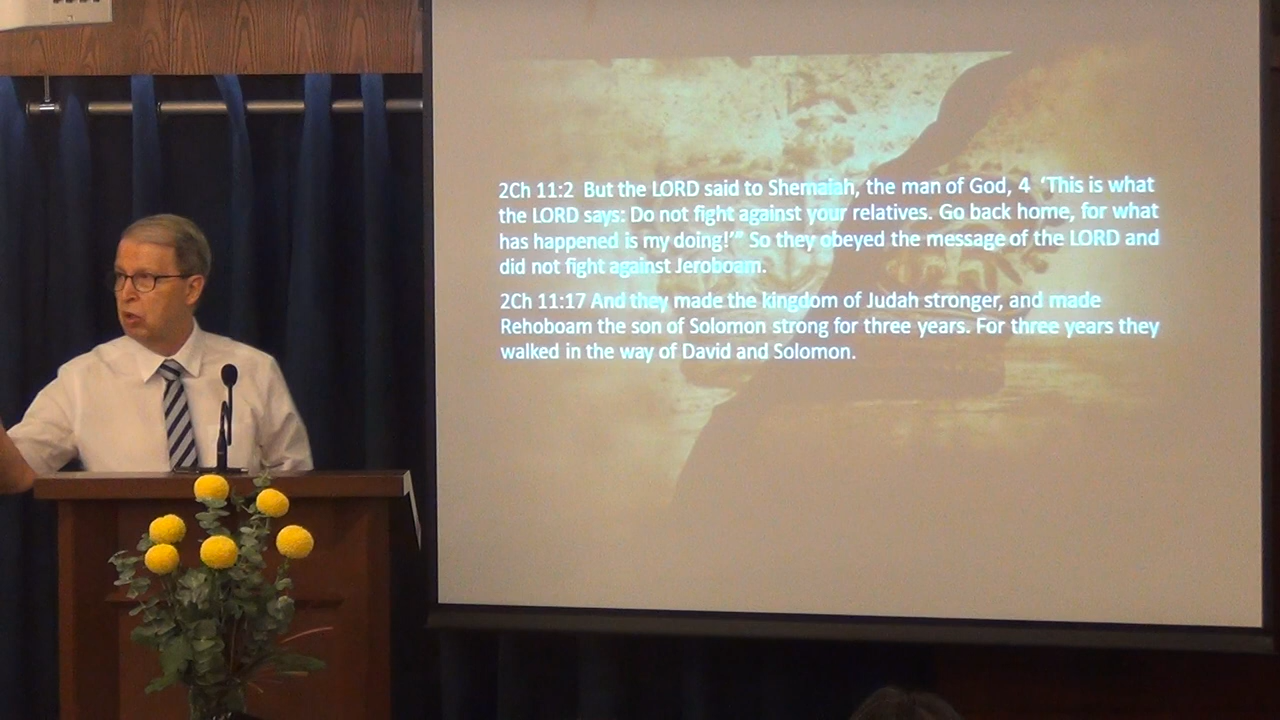 2Ch 11:2 But the LORD said to Shemaiah, the man of God, 4 ‘This is what
the LORD says: Do not fight against your relatives. Go back home, for what
has happened is my doing!’” So they obeyed the message of the LORD and
did not fight against Jeroboam.
2Ch 11:17 And they made the kingdom of Judah stronger, and made
Rehoboam the son of Solomon strong for three years. For three years they
walked in the way of David and Solomon.